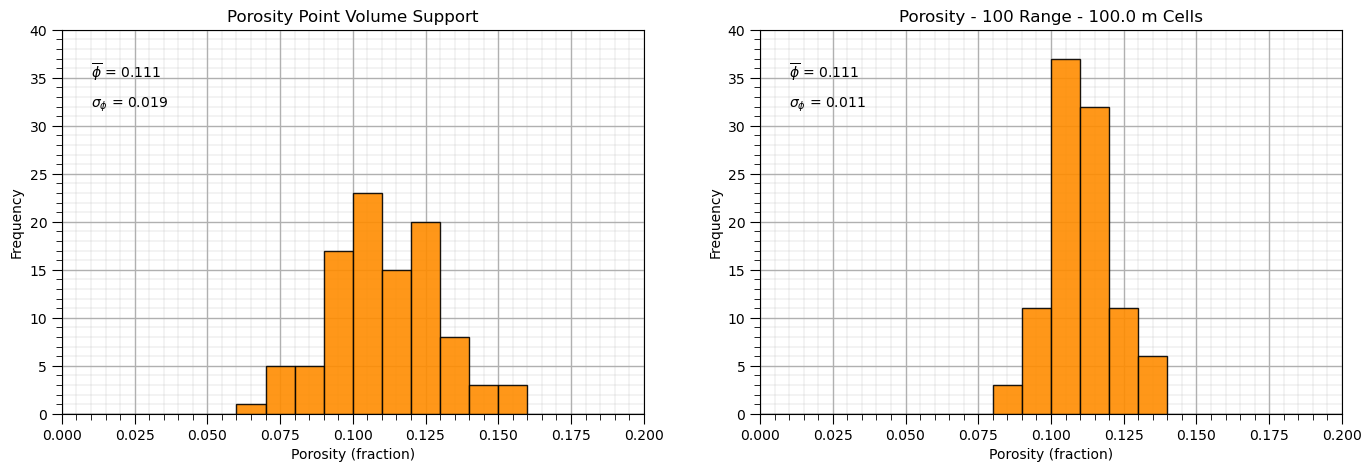 Porosity Point Volume Support
40
35
30
25
20
15
10
5
0
Frequency
ϕ̅ = 0.111
σϕ = 0.019
0.000 0.025 0.050 0.075 0.100 0.125 0.150 0.175 0.200
Porosity (fraction)
Porosity - 100 Range - 100.0 m Cells
40
35
30
25
20
15
10
5
0
Frequency
ϕ̅ = 0.111
σϕ = 0.011
0.000 0.025 0.050 0.075 0.100 0.125 0.150 0.175 0.200
Porosity (fraction)